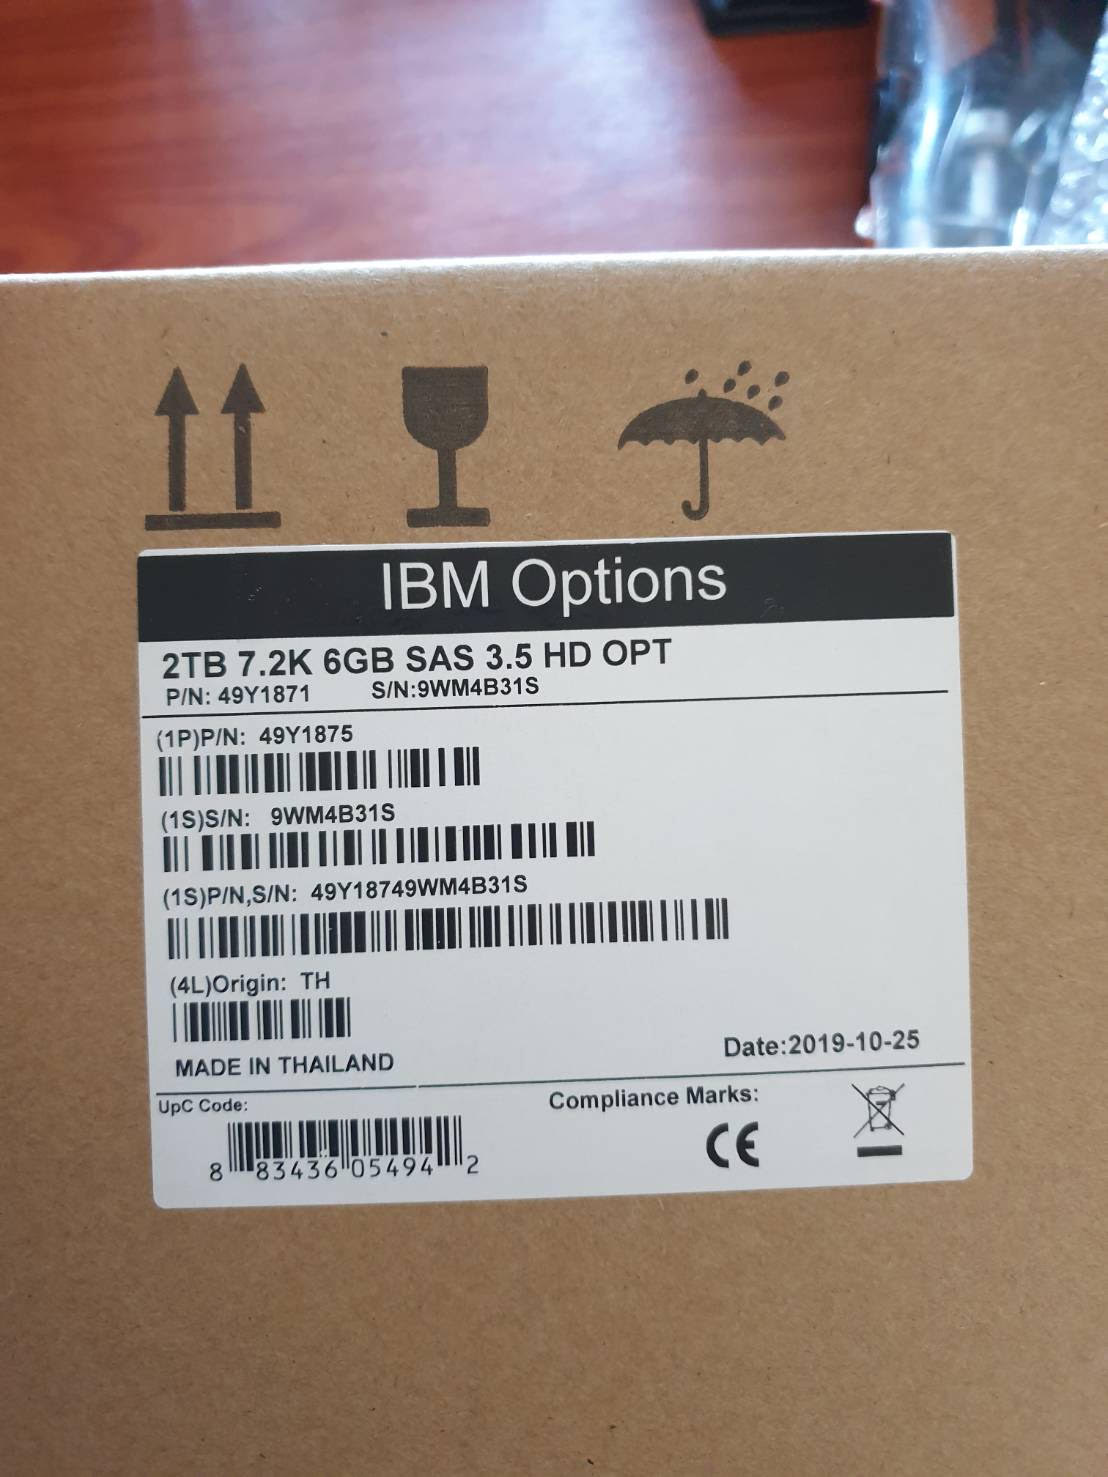 IBM Options
2TB 7.2K 6GB SAS 3.5 HD OPT
P/N: 49Y1871 S/N:9WM4B31S
(1P)P/N: 49Y1875
(1S)S/N: 9WM4B31S
(1S)P/N,S/N: 49Y18749WM4B31S
(4L)Origin: TH
MADE IN THAILAND
Date:2019-10-25
UpC Code:
Compliance Marks:
8 83436 05494 2
CE